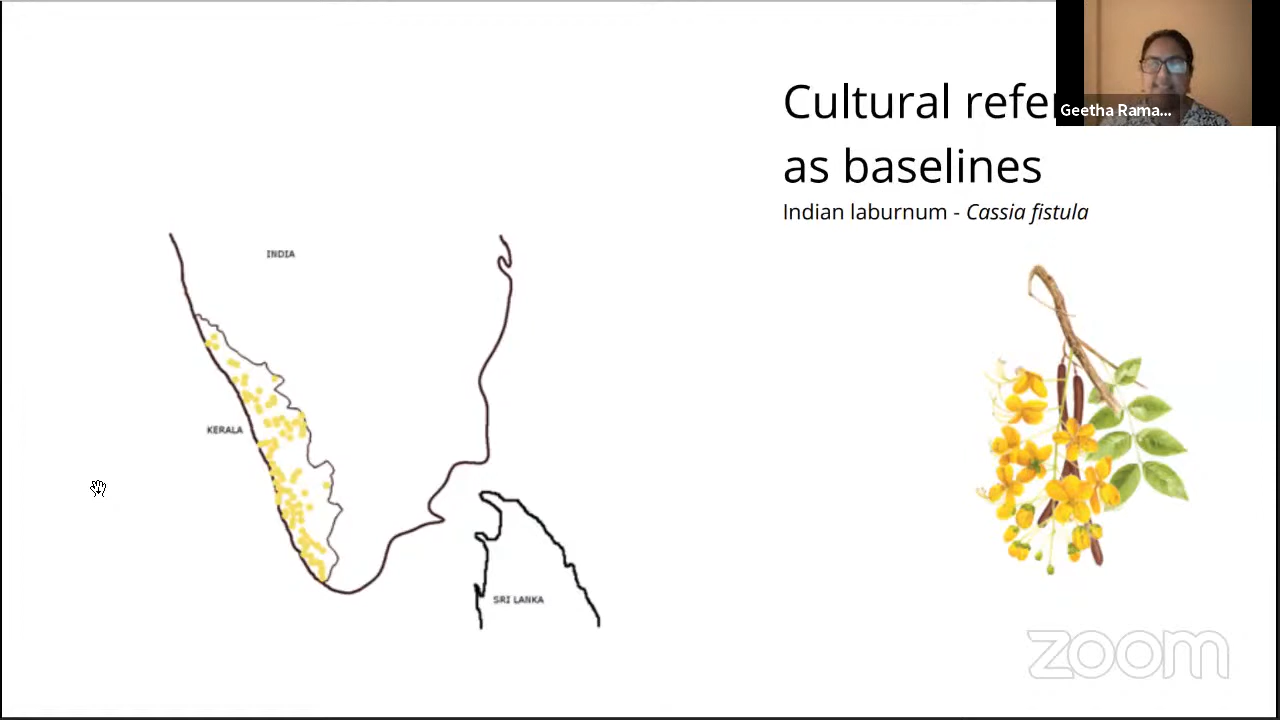 Cultural refe
as baselines
Indian laburnum - Cassia fistula
Geetha Rama...
INDIA
KERALA
SRI LANKA
zoom